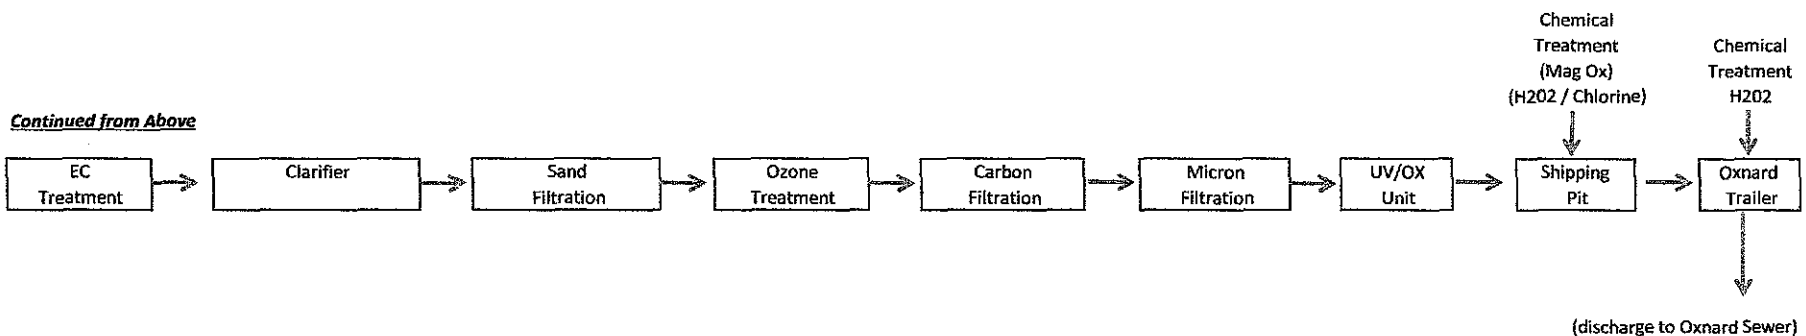 Chemical
Treatment
(Mag Ox)
(H202 / Chlorine)
Chemical
Treatment
H202
Continued from Above
EC
Treatment
Clarifier
Sand
Filtration
Ozone
Treatment
Carbon
Filtration
Micron
Filtration
UV/OX
Unit
Shipping
Pit
Oxnard
Trailer
(discharge to Oxnard Sewer)